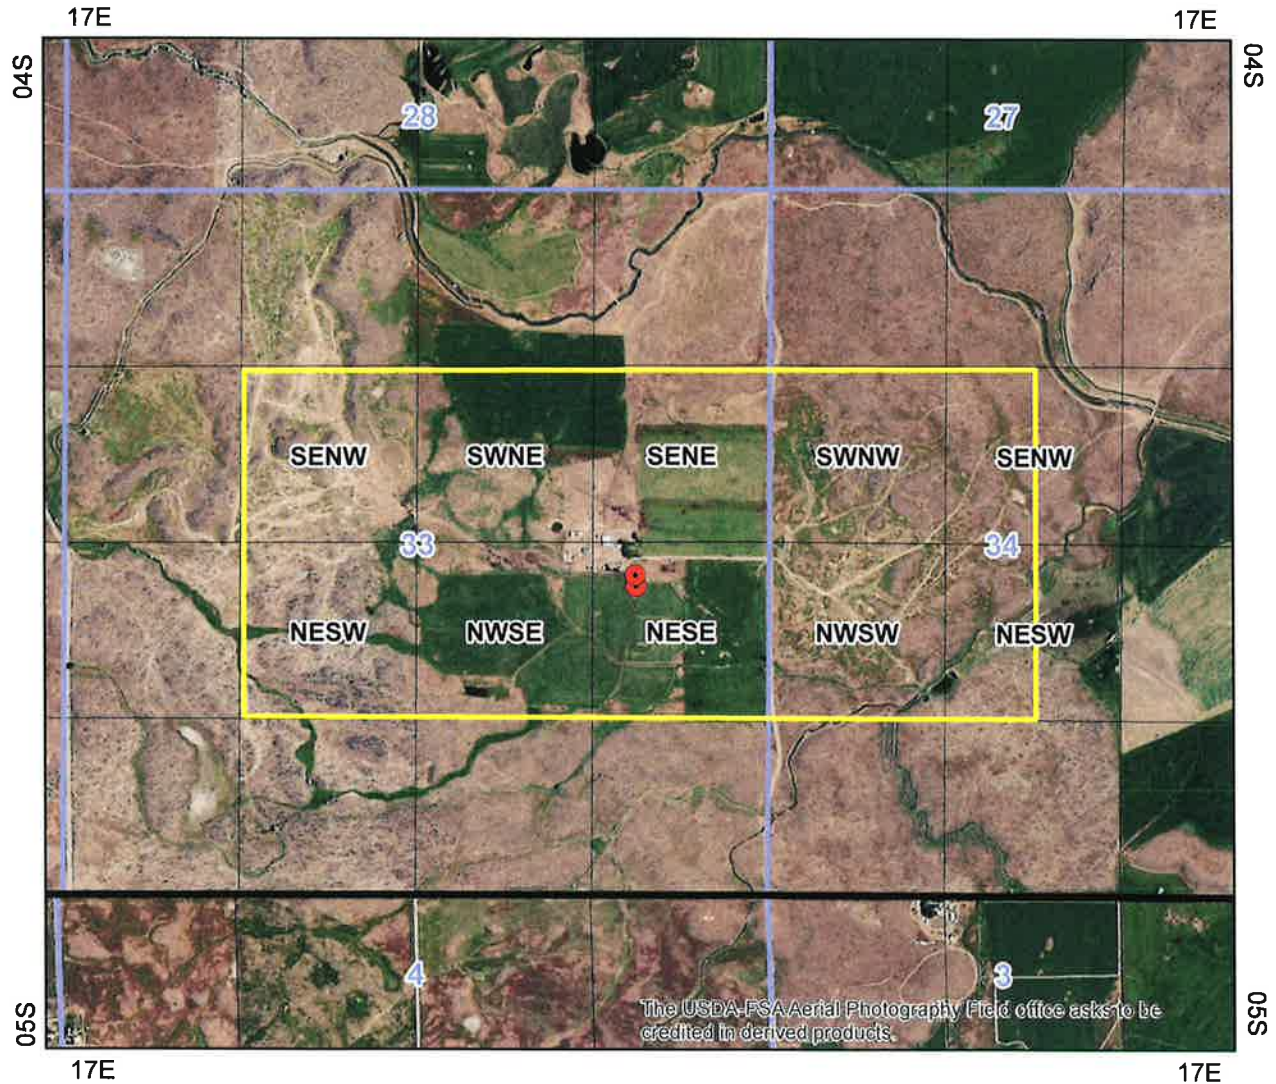 17E 17E
04S 04S
28 27
SENW SWNE SENE SWNW SENW
33 34
NESW NWSE NESE NWSW NESW
4 3
The USDA-FSA Aerial Photography Field office asks to be
credited in derived products.
05S 05S
17E 17E